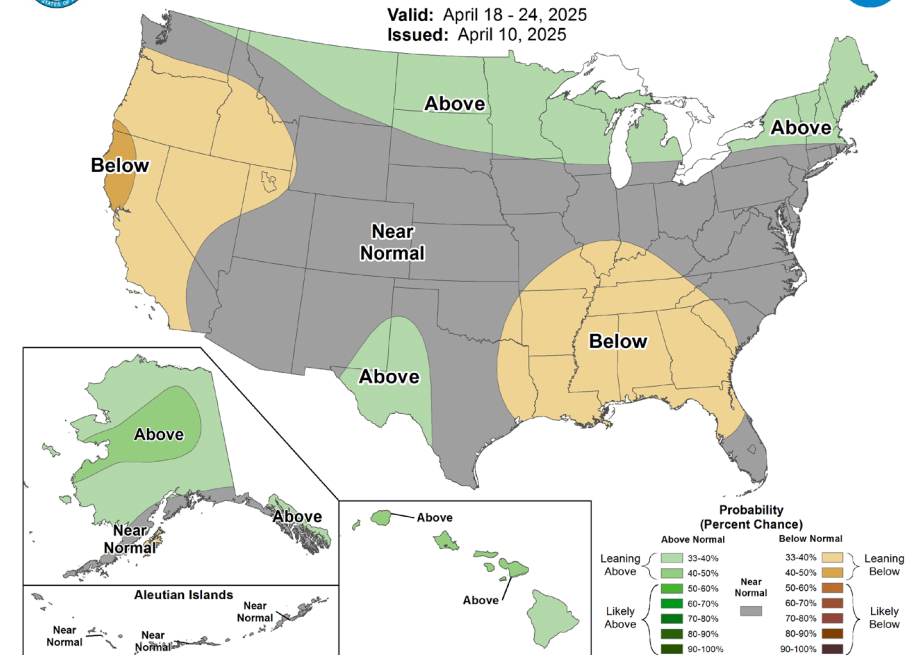 Valid: April 18 - 24, 2025
Issued: April 10, 2025
Above
Above
Below
Near
Normal
Below
Above
Above
Near
Normal
Above
Aleutian Islands
Near
Normal
Near
Normal
Near
Normal
Above
Above
Probability
(Percent Chance)
Above Normal
Below Normal
Leaning
Above
33-40%
40-50%
Likely
Above
50-60%
60-70%
70-80%
80-90%
90-100%
Near
Normal
33-40%
40-50%
Leaning
Below
50-60%
60-70%
70-80%
80-90%
90-100%
Likely
Below